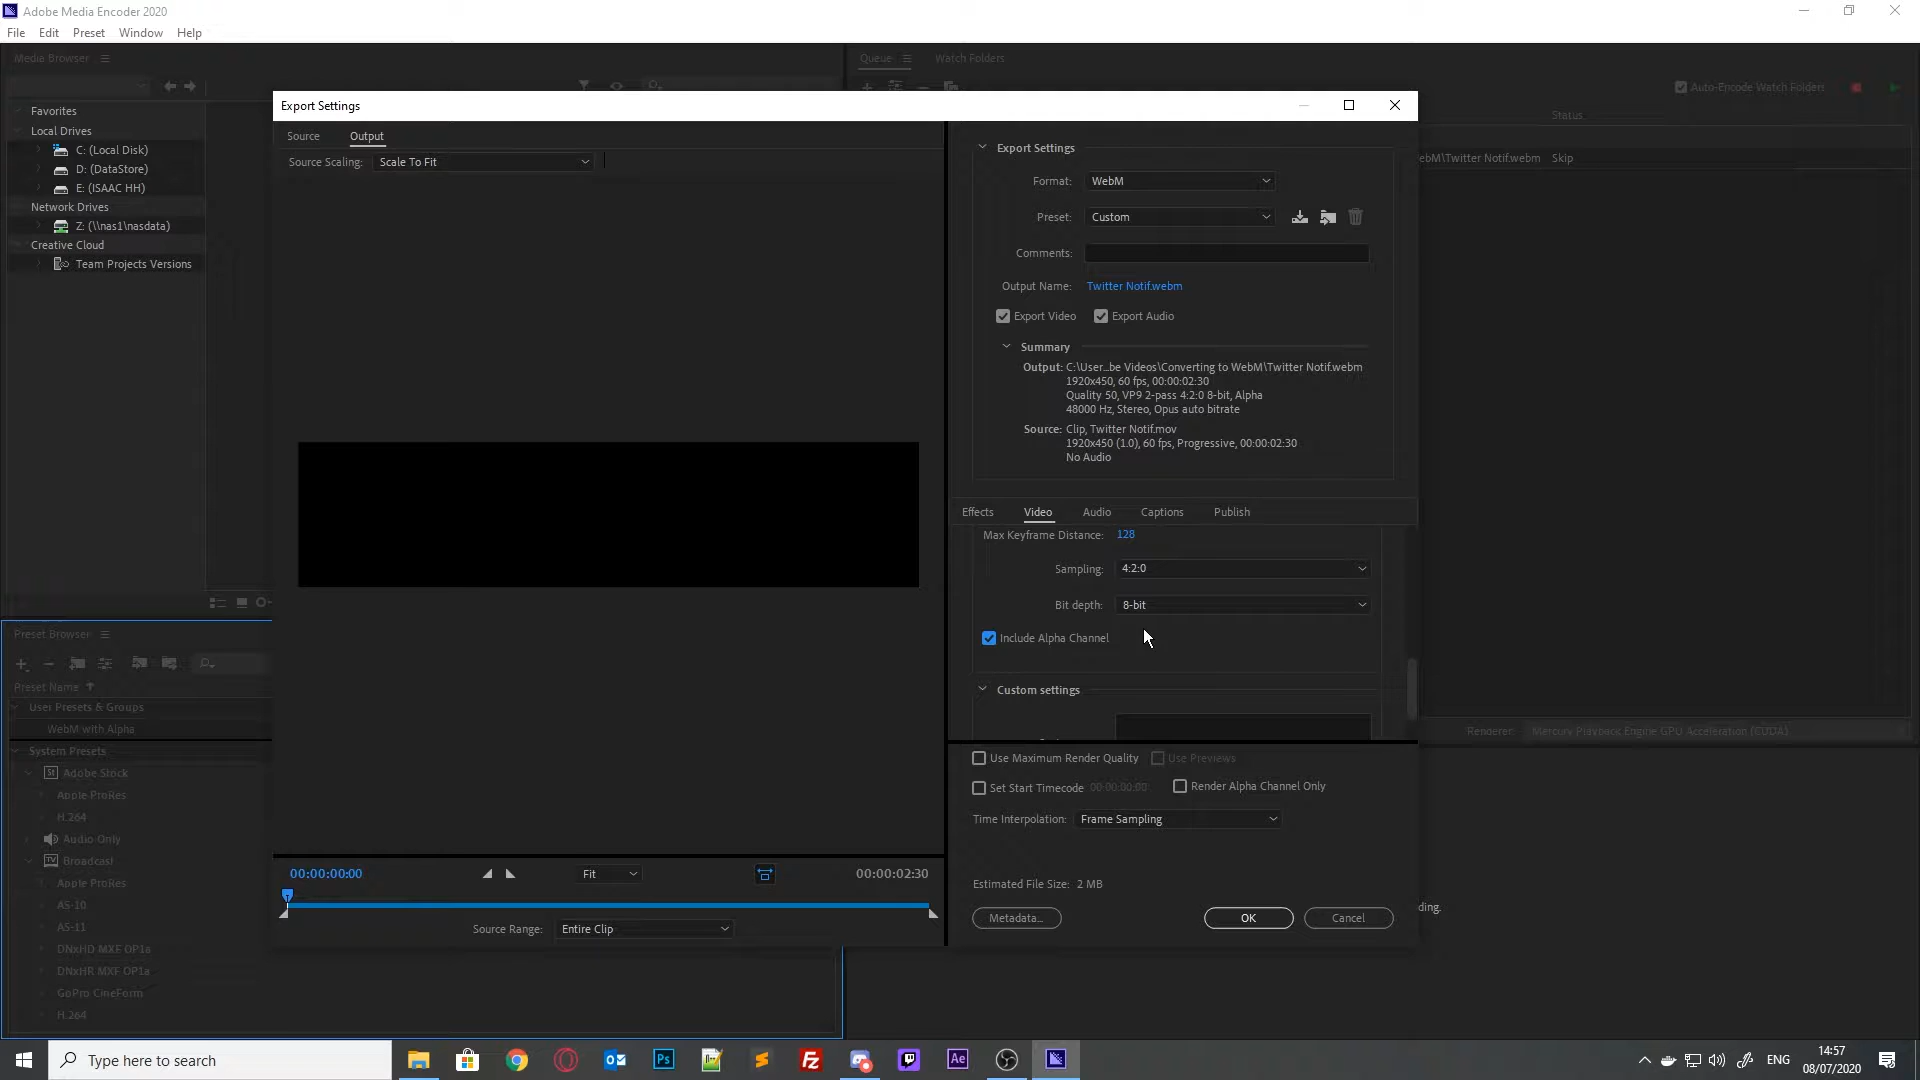 Adobe Media Encoder 2020
File Edit Preset Window Help
Media Browser
Queue Watch Folders
Auto-Encode Watch Folders
Status
Favorites
Local Drives
C: (Local Disk)
D: (DataStore)
E: (ISAAC HH)
Network Drives
Z: (\\nas1\nasdata)
Creative Cloud
Team Projects Versions
ebM\Twitter Notif.webm Skip
Export Settings
Source Output
Source Scaling: Scale To Fit
Export Settings
Format: WebM
Preset: Custom
Comments:
Output Name: Twitter Notif.webm
Export Video Export Audio
Summary
Output: C:\User...be Videos\Converting to WebM\Twitter Notif.webm
1920x450, 60 fps, 00:00:02:30
Quality 50, VP9 2-pass 4:2:0 8-bit, Alpha
48000 Hz, Stereo, Opus auto bitrate
Source: Clip, Twitter Notif.mov
1920x450 (1.0), 60 fps, Progressive, 00:00:02:30
No Audio
Effects Video Audio Captions Publish
Max Keyframe Distance: 128
Sampling: 4:2:0
Bit depth: 8-bit
Include Alpha Channel
Custom settings
Use Maximum Render Quality Use Previews
Set Start Timecode 00:00:00:00 Render Alpha Channel Only
Time Interpolation: Frame Sampling
Estimated File Size: 2 MB
Metadata... OK Cancel
00:00:00:00 Fit 00:00:02:30
Source Range: Entire Clip
Renderer: Mercury Playback Engine GPU Acceleration (CUDA)
ding.
Preset Browser
Preset Name
User Presets & Groups
WebM with Alpha
System Presets
St Adobe Stock
Apple ProRes
H.264
Audio Only
TV Broadcast
Apple ProRes
AS-10
AS-11
DNxHD MXF OP1a
DNxHR MXF OP1a
GoPro CineForm
H.264
Type here to search
Ps
Fz
Ae
ENG
14:57
08/07/2020